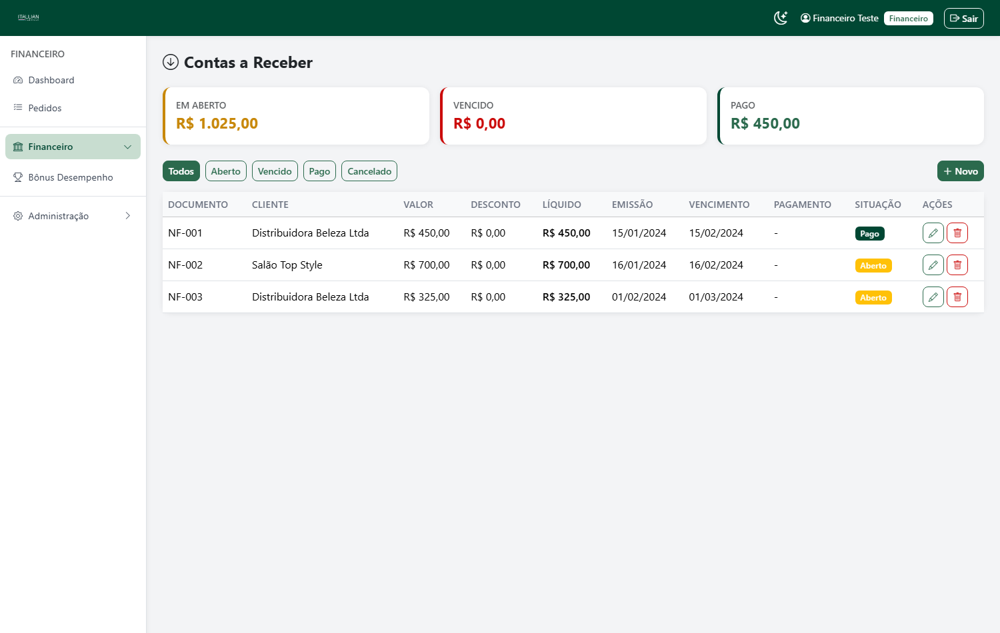 ITALLIAN
Financeiro Teste Financeiro Sair
FINANCEIRO
Dashboard
Pedidos
Financeiro
Bônus Desempenho
Administração
Contas a Receber
EM ABERTO
R$ 1.025,00
VENCIDO
R$ 0,00
PAGO
R$ 450,00
Todos Aberto Vencido Pago Cancelado + Novo
DOCUMENTO CLIENTE VALOR DESCONTO LÍQUIDO EMISSÃO VENCIMENTO PAGAMENTO SITUAÇÃO AÇÕES
NF-001 Distribuidora Beleza Ltda R$ 450,00 R$ 0,00 R$ 450,00 15/01/2024 15/02/2024 - Pago
NF-002 Salão Top Style R$ 700,00 R$ 0,00 R$ 700,00 16/01/2024 16/02/2024 - Aberto
NF-003 Distribuidora Beleza Ltda R$ 325,00 R$ 0,00 R$ 325,00 01/02/2024 01/03/2024 - Aberto